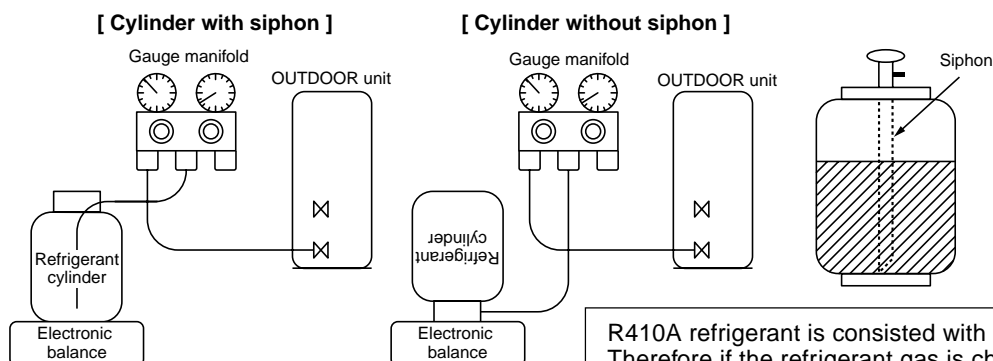 [ Cylinder with siphon ]
Gauge manifold
OUTDOOR unit
Refrigerant
cylinder
Electronic
balance
[ Cylinder without siphon ]
Gauge manifold
OUTDOOR unit
Refrigerant
cylinder
Electronic
balance
Siphon
R410A refrigerant is consisted with
Therefore if the refrigerant gas is